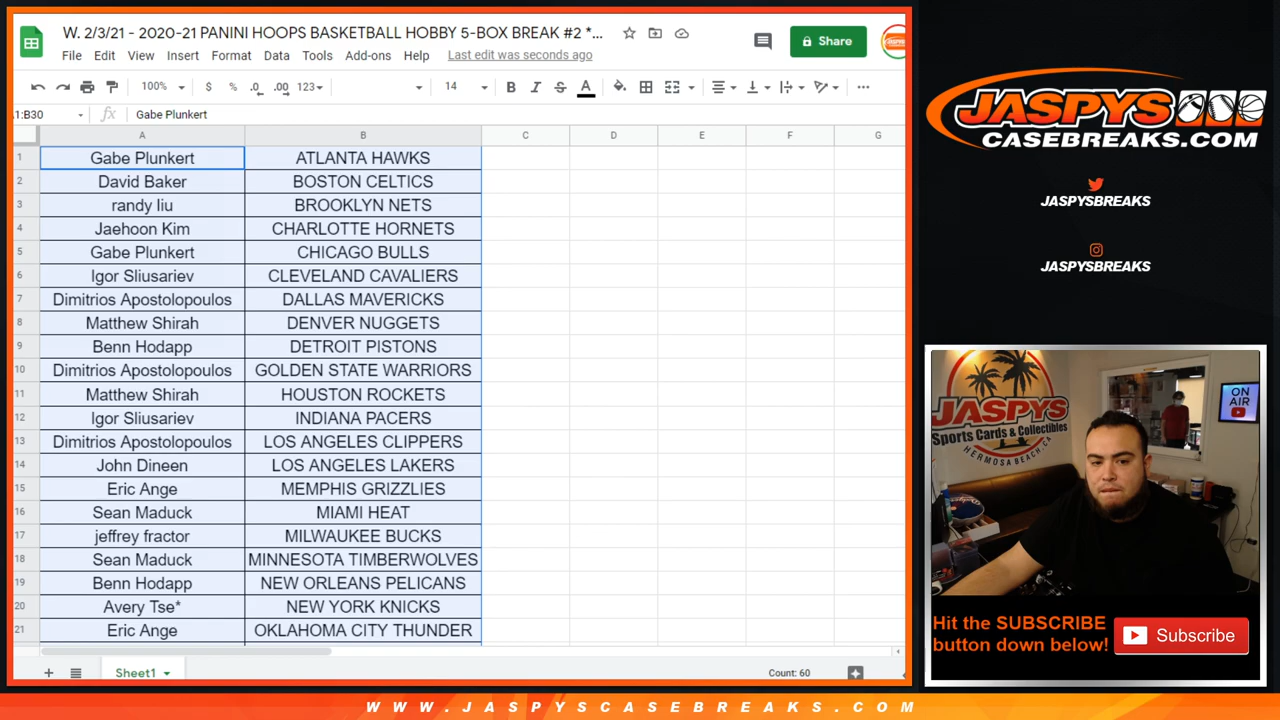 W. 2/3/21 - 2020-21 PANINI HOOPS BASKETBALL HOBBY 5-BOX BREAK #2 *...
File Edit View Insert Format Data Tools Add-ons Help Last edit was seconds ago
Share
100% $ % .0 .00 123 14 B I S A
1:B30 fx Gabe Plunkert
A B C D E F G
1 Gabe Plunkert ATLANTA HAWKS
2 David Baker BOSTON CELTICS
3 randy liu BROOKLYN NETS
4 Jaehoon Kim CHARLOTTE HORNETS
5 Gabe Plunkert CHICAGO BULLS
6 Igor Sliusariev CLEVELAND CAVALIERS
7 Dimitrios Apostolopoulos DALLAS MAVERICKS
8 Matthew Shirah DENVER NUGGETS
9 Benn Hodapp DETROIT PISTONS
10 Dimitrios Apostolopoulos GOLDEN STATE WARRIORS
11 Matthew Shirah HOUSTON ROCKETS
12 Igor Sliusariev INDIANA PACERS
13 Dimitrios Apostolopoulos LOS ANGELES CLIPPERS
14 John Dineen LOS ANGELES LAKERS
15 Eric Ange MEMPHIS GRIZZLIES
16 Sean Maduck MIAMI HEAT
17 jeffrey fractor MILWAUKEE BUCKS
18 Sean Maduck MINNESOTA TIMBERWOLVES
19 Benn Hodapp NEW ORLEANS PELICANS
20 Avery Tse* NEW YORK KNICKS
21 Eric Ange OKLAHOMA CITY THUNDER
Sheet1
Count: 60
JASPYS
CASEBREAKS.COM
JASPYSBREAKS
JASPYSBREAKS
JASPYS
Sports Cards & Collectibles
HERMOSA BEACH, CA
ON
AIR
Hit the SUBSCRIBE
button down below!
Subscribe
WWW.JASPYSCASEBREAKS.COM